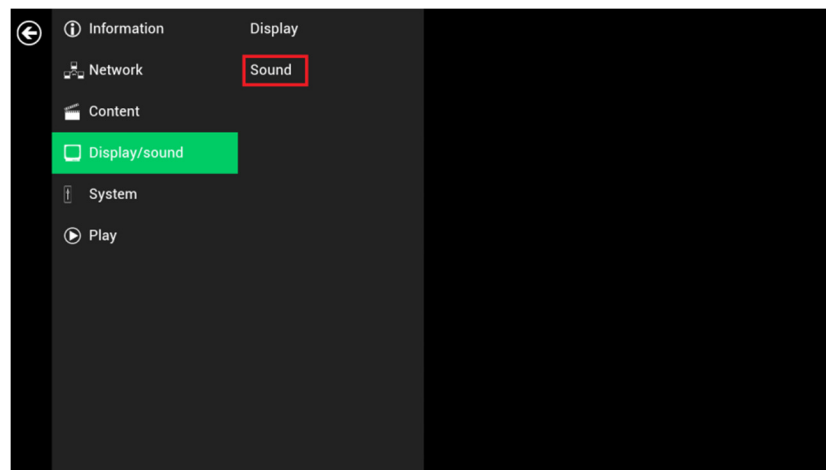 Information
Network
Content
Display/sound
System
Play
Display
Sound